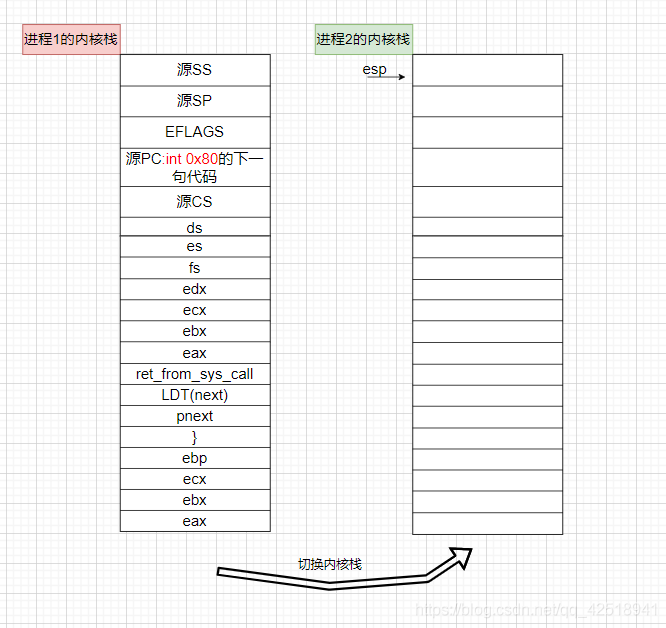 进程1的内核栈
进程2的内核栈
源SS
esp
源SP
EFLAGS
源PC:int 0x80的下一
句代码
源CS
ds
es
fs
edx
ecx
ebx
eax
ret_from_sys_call
LDT(next)
pnext
}
ebp
ecx
ebx
eax
切换内核栈
https://blog.csdn.net/qq_42518941